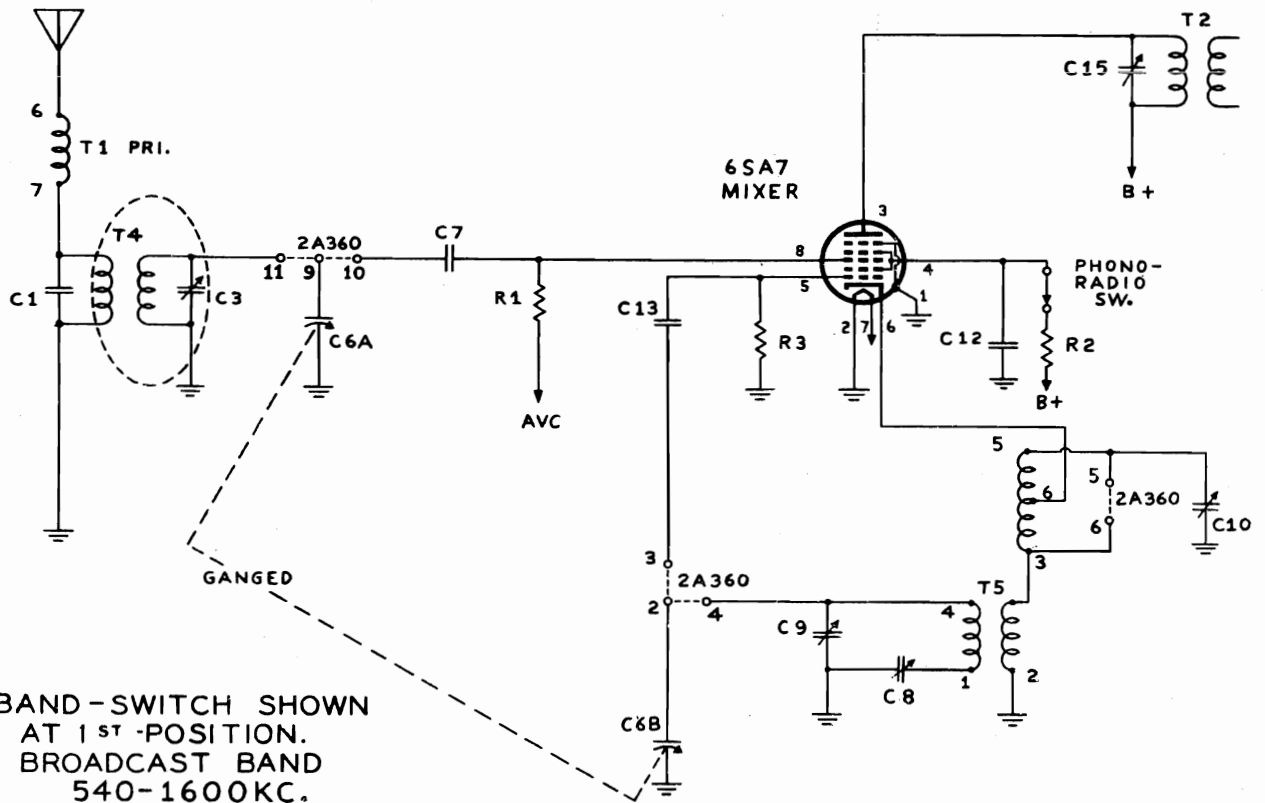 T2
C15
B+
6
T1 PRI.
7
6SA7
MIXER
3
T4
2A360
11
9
10
C7
8
5
4
1
PHONO-
RADIO
SW.
C1
C3
C6A
R1
C13
R3
2
7
6
C12
R2
AVC
B+
5
6
5
2A360
6
C10
3
GANGED
3
2A360
2
4
T5
C9
4
C8
1
2
C6B
BAND-SWITCH SHOWN
AT 1ST-POSITION.
BROADCAST BAND
540-1600KC.